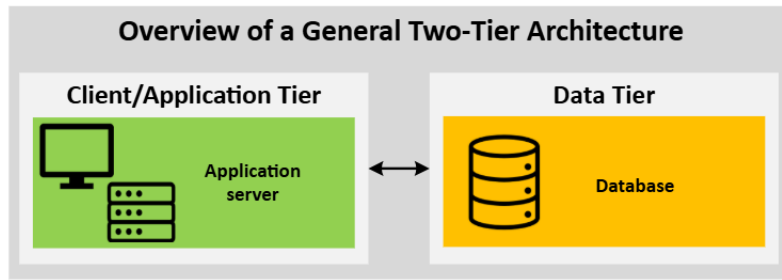 Overview of a General Two-Tier Architecture
Client/Application Tier
Application
server
Data Tier
Database